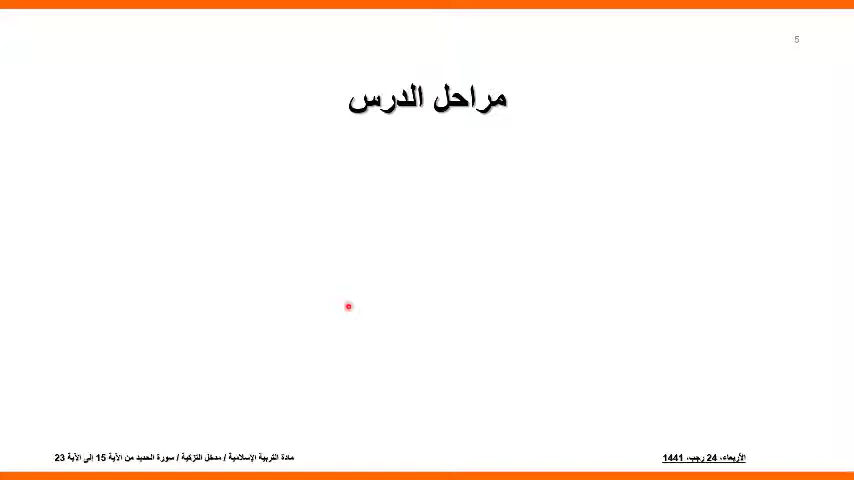 5
مراحل الدرس
الأربعاء، 24 رجب، 1441
مادة التربية الإسلامية / مدخل التزكية / سورة الحديد من الآية 15 إلى الآية 23